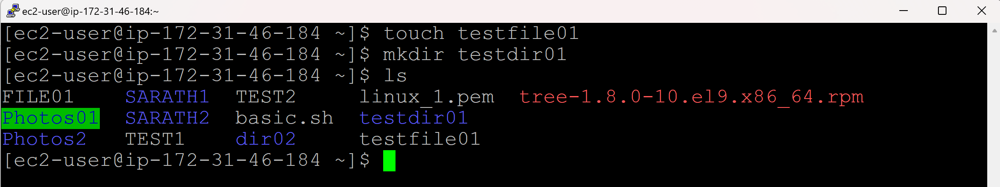 ec2-user@ip-172-31-46-184:~
[ec2-user@ip-172-31-46-184 ~]$ touch testfile01
[ec2-user@ip-172-31-46-184 ~]$ mkdir testdir01
[ec2-user@ip-172-31-46-184 ~]$ ls
FILE01    SARATH1  TEST2     linux_1.pem  tree-1.8.0-10.el9.x86_64.rpm
Photos01  SARATH2  basic.sh  testdir01
Photos2   TEST1    dir02     testfile01
[ec2-user@ip-172-31-46-184 ~]$